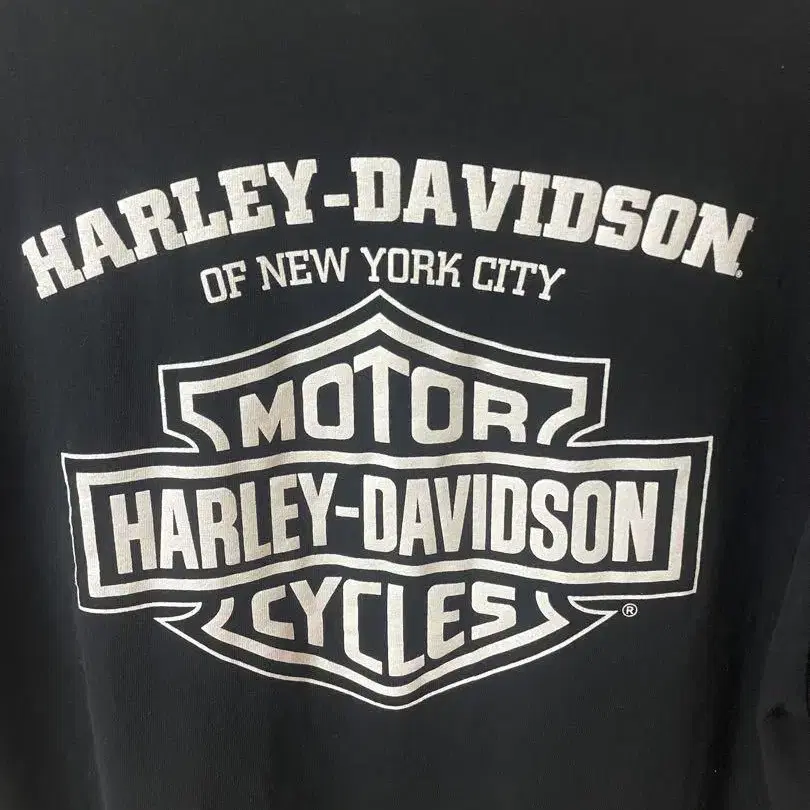 HARLEY-DAVIDSON
OF NEW YORK CITY
MOTOR
HARLEY-DAVIDSON
CYCLES
®